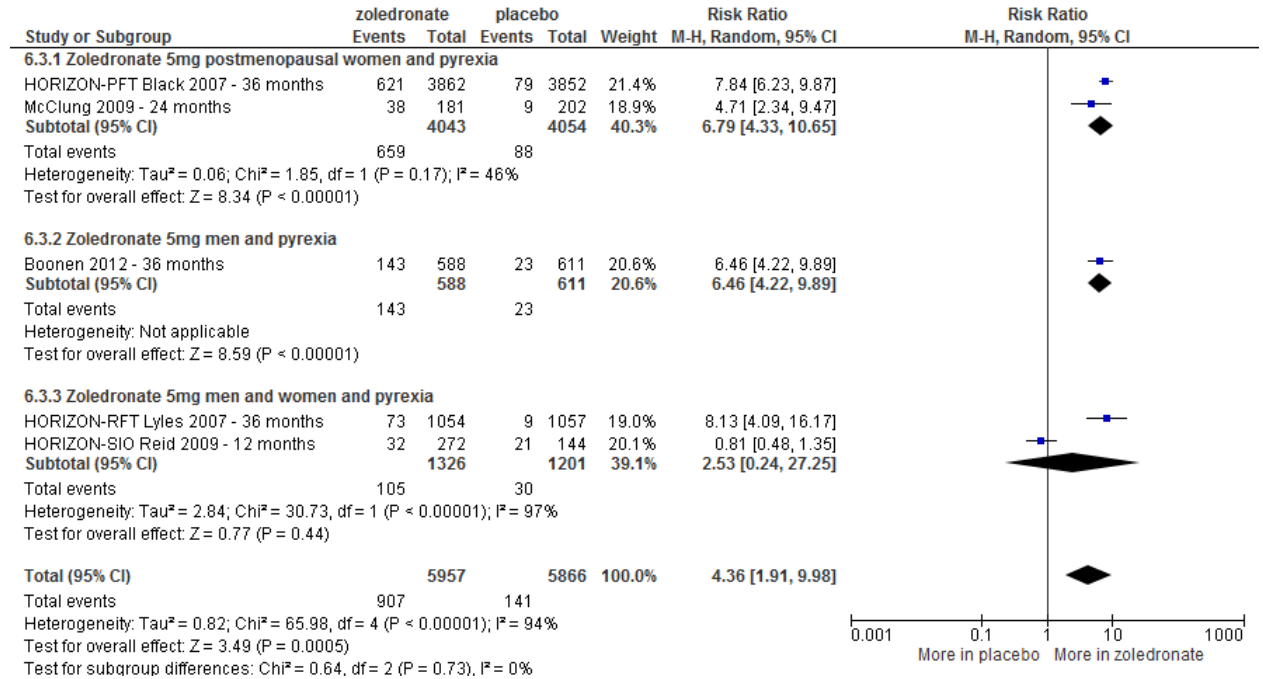 zoledronate placebo Risk Ratio Risk Ratio
Study or Subgroup Events Total Events Total Weight M-H, Random, 95% CI M-H, Random, 95% CI
6.3.1 Zoledronate 5mg postmenopausal women and pyrexia
HORIZON-PFT Black 2007 - 36 months 621 3862 79 3852 21.4% 7.84 [6.23, 9.87]
McClung 2009 - 24 months 38 181 9 202 18.9% 4.71 [2.34, 9.47]
Subtotal (95% CI) 4043 4054 40.3% 6.79 [4.33, 10.65]
Total events 659 88
Heterogeneity: Tau² = 0.06; Chi² = 1.85, df = 1 (P = 0.17); I² = 46%
Test for overall effect: Z = 8.34 (P < 0.00001)
6.3.2 Zoledronate 5mg men and pyrexia
Boonen 2012 - 36 months 143 588 23 611 20.6% 6.46 [4.22, 9.89]
Subtotal (95% CI) 588 611 20.6% 6.46 [4.22, 9.89]
Total events 143 23
Heterogeneity: Not applicable
Test for overall effect: Z = 8.59 (P < 0.00001)
6.3.3 Zoledronate 5mg men and women and pyrexia
HORIZON-RFT Lyles 2007 - 36 months 73 1054 9 1057 19.0% 8.13 [4.09, 16.17]
HORIZON-SIO Reid 2009 - 12 months 32 272 21 144 20.1% 0.81 [0.48, 1.35]
Subtotal (95% CI) 1326 1201 39.1% 2.53 [0.24, 27.25]
Total events 105 30
Heterogeneity: Tau² = 2.84; Chi² = 30.73, df = 1 (P < 0.00001); I² = 97%
Test for overall effect: Z = 0.77 (P = 0.44)
Total (95% CI) 5957 5866 100.0% 4.36 [1.91, 9.98]
Total events 907 141
Heterogeneity: Tau² = 0.82; Chi² = 65.98, df = 4 (P < 0.00001); I² = 94%
Test for overall effect: Z = 3.49 (P = 0.0005)
Test for subgroup differences: Chi² = 0.64, df = 2 (P = 0.73), I² = 0%
0.001 0.1 1 10 1000
More in placebo More in zoledronate